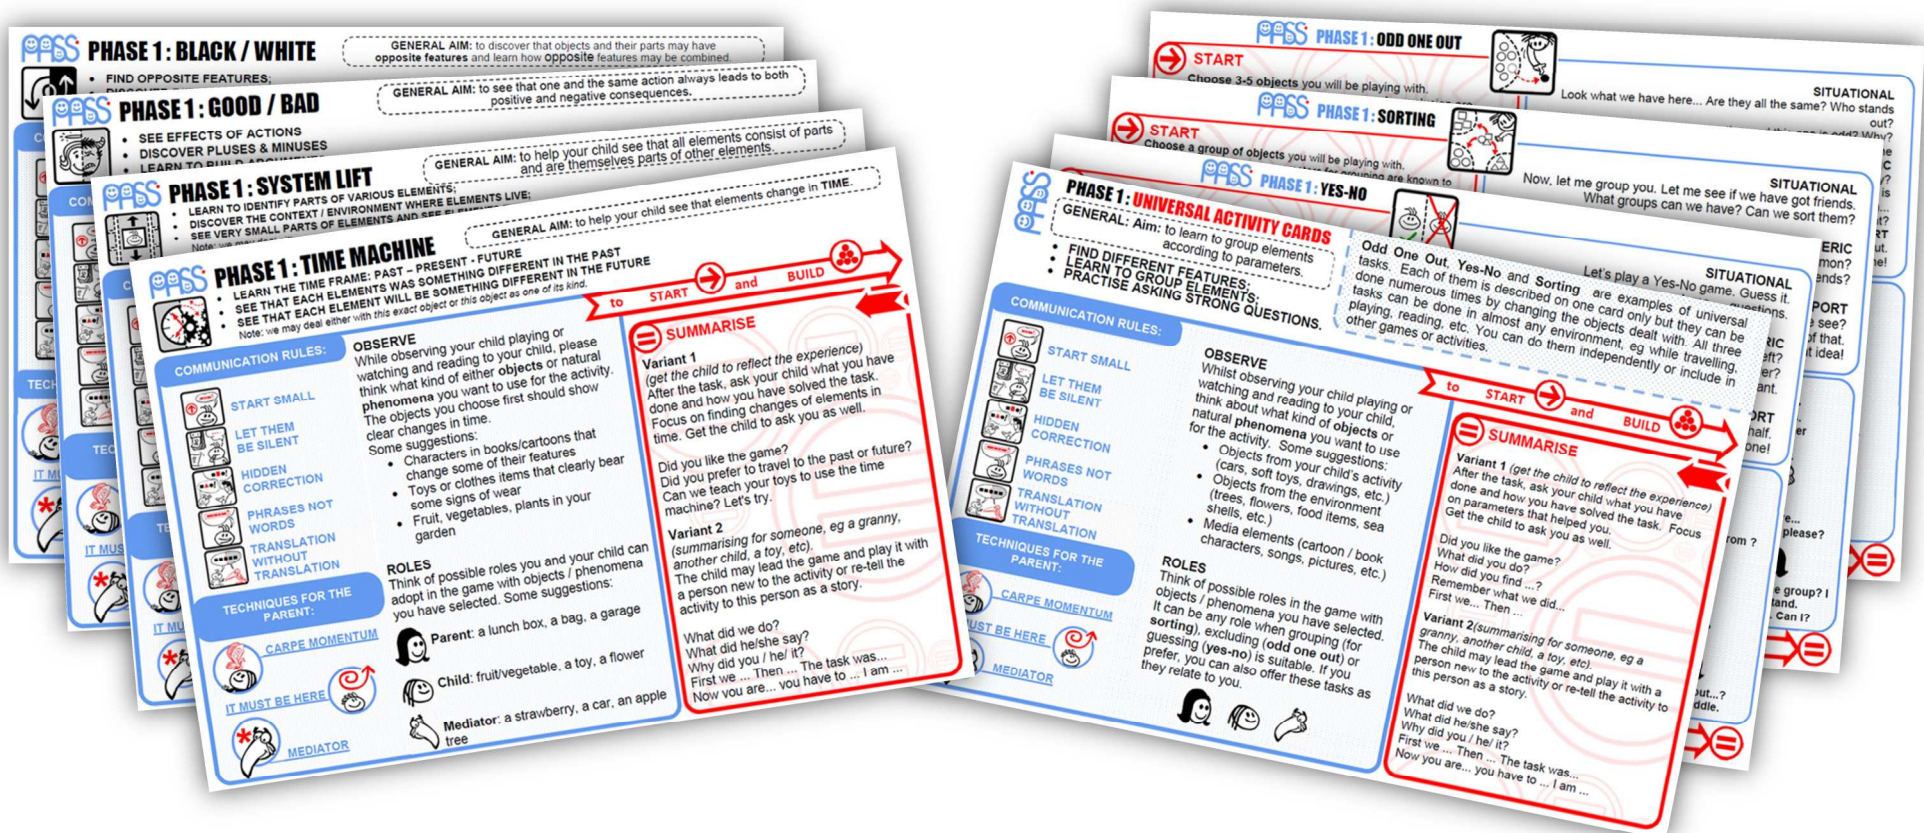 PASS PHASE 1: BLACK / WHITE
GENERAL AIM: to discover that objects and their parts may have
opposite features and learn how opposite features may be combined.
• FIND OPPOSITE FEATURES;
PASS PHASE 1: GOOD / BAD
GENERAL AIM: to see that one and the same action always leads to both
positive and negative consequences.
• SEE EFFECTS OF ACTIONS
• DISCOVER PLUSES & MINUSES
• LEARN TO BUILD ARGUMENTS
PASS PHASE 1: SYSTEM LIFT
GENERAL AIM: to help your child see that all elements consist of parts
and are themselves parts of other elements.
• LEARN TO IDENTIFY PARTS OF VARIOUS ELEMENTS;
• DISCOVER THE CONTEXT / ENVIRONMENT WHERE ELEMENTS LIVE;
• SEE VERY SMALL PARTS OF ELEMENTS AND SEE
Note: we may
PASS PHASE 1: TIME MACHINE
GENERAL AIM: to help your child see that elements change in TIME.
• LEARN THE TIME FRAME: PAST – PRESENT - FUTURE
• SEE THAT EACH ELEMENTS WAS SOMETHING DIFFERENT IN THE PAST
• SEE THAT EACH ELEMENT WILL BE SOMETHING DIFFERENT IN THE FUTURE
Note: we may deal either with this exact object or this object as one of its kind.
to START and BUILD
COMMUNICATION RULES:
START SMALL
LET THEM
BE SILENT
HIDDEN
CORRECTION
PHRASES NOT
WORDS
TRANSLATION
WITHOUT
TRANSLATION
TECHNIQUES FOR THE
PARENT:
CARPE MOMENTUM
IT MUST BE HERE
MEDIATOR
OBSERVE
While observing your child playing or
watching and reading to your child, please
think what kind of either objects or natural
phenomena you want to use for the activity.
The objects you choose first should show
clear changes in time.
Some suggestions:
• Characters in books/cartoons that
change some of their features
• Toys or clothes items that clearly bear
some signs of wear
• Fruit, vegetables, plants in your
garden
ROLES
Think of possible roles you and your child can
adopt in the game with objects / phenomena
you have selected. Some suggestions:
Parent: a lunch box, a bag, a garage
Child: fruit/vegetable, a toy, a flower
Mediator: a strawberry, a car, an apple
tree
SUMMARISE
Variant 1
(get the child to reflect the experience)
After the task, ask your child what you have
done and how you have solved the task.
Focus on finding changes of elements in
time. Get the child to ask you as well.
Did you like the game?
Did you prefer to travel to the past or future?
Can we teach your toys to use the time
machine? Let's try.
Variant 2
(summarising for someone, eg a granny,
another child, a toy, etc).
The child may lead the game and play it with
a person new to the activity or re-tell the
activity to this person as a story.
What did we do?
What did he/she say?
Why did you / he/ it?
First we ... Then ... The task was...
Now you are... you have to ... I am ...
PASS PHASE 1: ODD ONE OUT
START
Choose 3-5 objects you will be playing with.
SITUATIONAL
Look what we have here... Are they all the same? Who stands
out?
PASS PHASE 1: SORTING
START
Choose a group of objects you will be playing with.
SITUATIONAL
Now, let me group you. Let me see if we have got friends.
What groups can we have? Can we sort them?
PASS PHASE 1: YES-NO
SITUATIONAL
Let's play a Yes-No game. Guess it.
PASS
PHASE 1: UNIVERSAL ACTIVITY CARDS
GENERAL: Aim: to learn to group elements
according to parameters.
• FIND DIFFERENT FEATURES;
• LEARN TO GROUP ELEMENTS;
• PRACTISE ASKING STRONG QUESTIONS.
Odd One Out, Yes-No and Sorting are examples of universal
tasks. Each of them is described on one card only but they can be
done numerous times by changing the objects dealt with. All three
tasks can be done in almost any environment, eg while travelling,
playing, reading, etc. You can do them independently or include in
other games or activities.
to START and BUILD
COMMUNICATION RULES:
START SMALL
LET THEM
BE SILENT
HIDDEN
CORRECTION
PHRASES NOT
WORDS
TRANSLATION
WITHOUT
TRANSLATION
TECHNIQUES FOR THE
PARENT:
CARPE MOMENTUM
MUST BE HERE
MEDIATOR
OBSERVE
Whilst observing your child playing or
watching and reading to your child,
think about what kind of objects or
natural phenomena you want to use
for the activity. Some suggestions:
• Objects from your child's activity
(cars, soft toys, drawings, etc.)
• Objects from the environment
(trees, flowers, food items, sea
shells, etc.)
• Media elements (cartoon / book
characters, songs, pictures, etc.)
ROLES
Think of possible roles in the game with
objects / phenomena you have selected.
It can be any role when grouping (for
sorting), excluding (odd one out) or
guessing (yes-no) is suitable. If you
prefer, you can also offer these tasks as
they relate to you.
SUMMARISE
Variant 1 (get the child to reflect the experience)
After the task, ask your child what you have
done and how you have solved the task. Focus
on parameters that helped you.
Get the child to ask you as well.
Did you like the game?
What did you do?
How did you find ...?
Remember what we did...
First we... Then ...
Variant 2(summarising for someone, eg a
granny, another child, a toy, etc).
The child may lead the game and play it with a
person new to the activity or re-tell the activity to
this person as a story.
What did we do?
What did he/she say?
Why did you / he/ it?
First we ... Then ... The task was...
Now you are... you have to ... I am ...